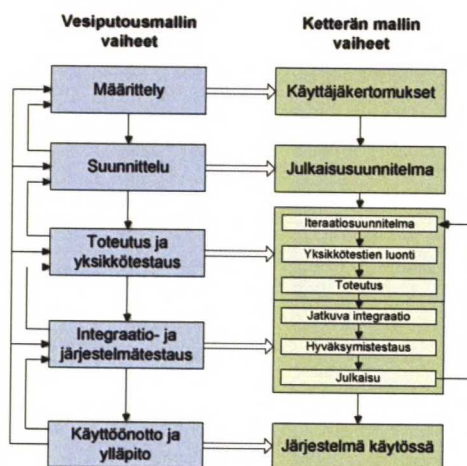 Vesiputousmallin
vaiheet
Ketterän mallin
vaiheet
Määrittely
Käyttäjäkertomukset
Suunnittelu
Julkaisusuunnitelma
Toteutus ja
yksikkötestaus
Iteraatiosuunnitelma
Yksikkötestien luonti
Toteutus
Integraatio- ja
järjestelmätestaus
Jatkuva integraatio
Hyväksymistestaus
Julkaisu
Käyttöönotto ja
ylläpito
Järjestelmä käytössä